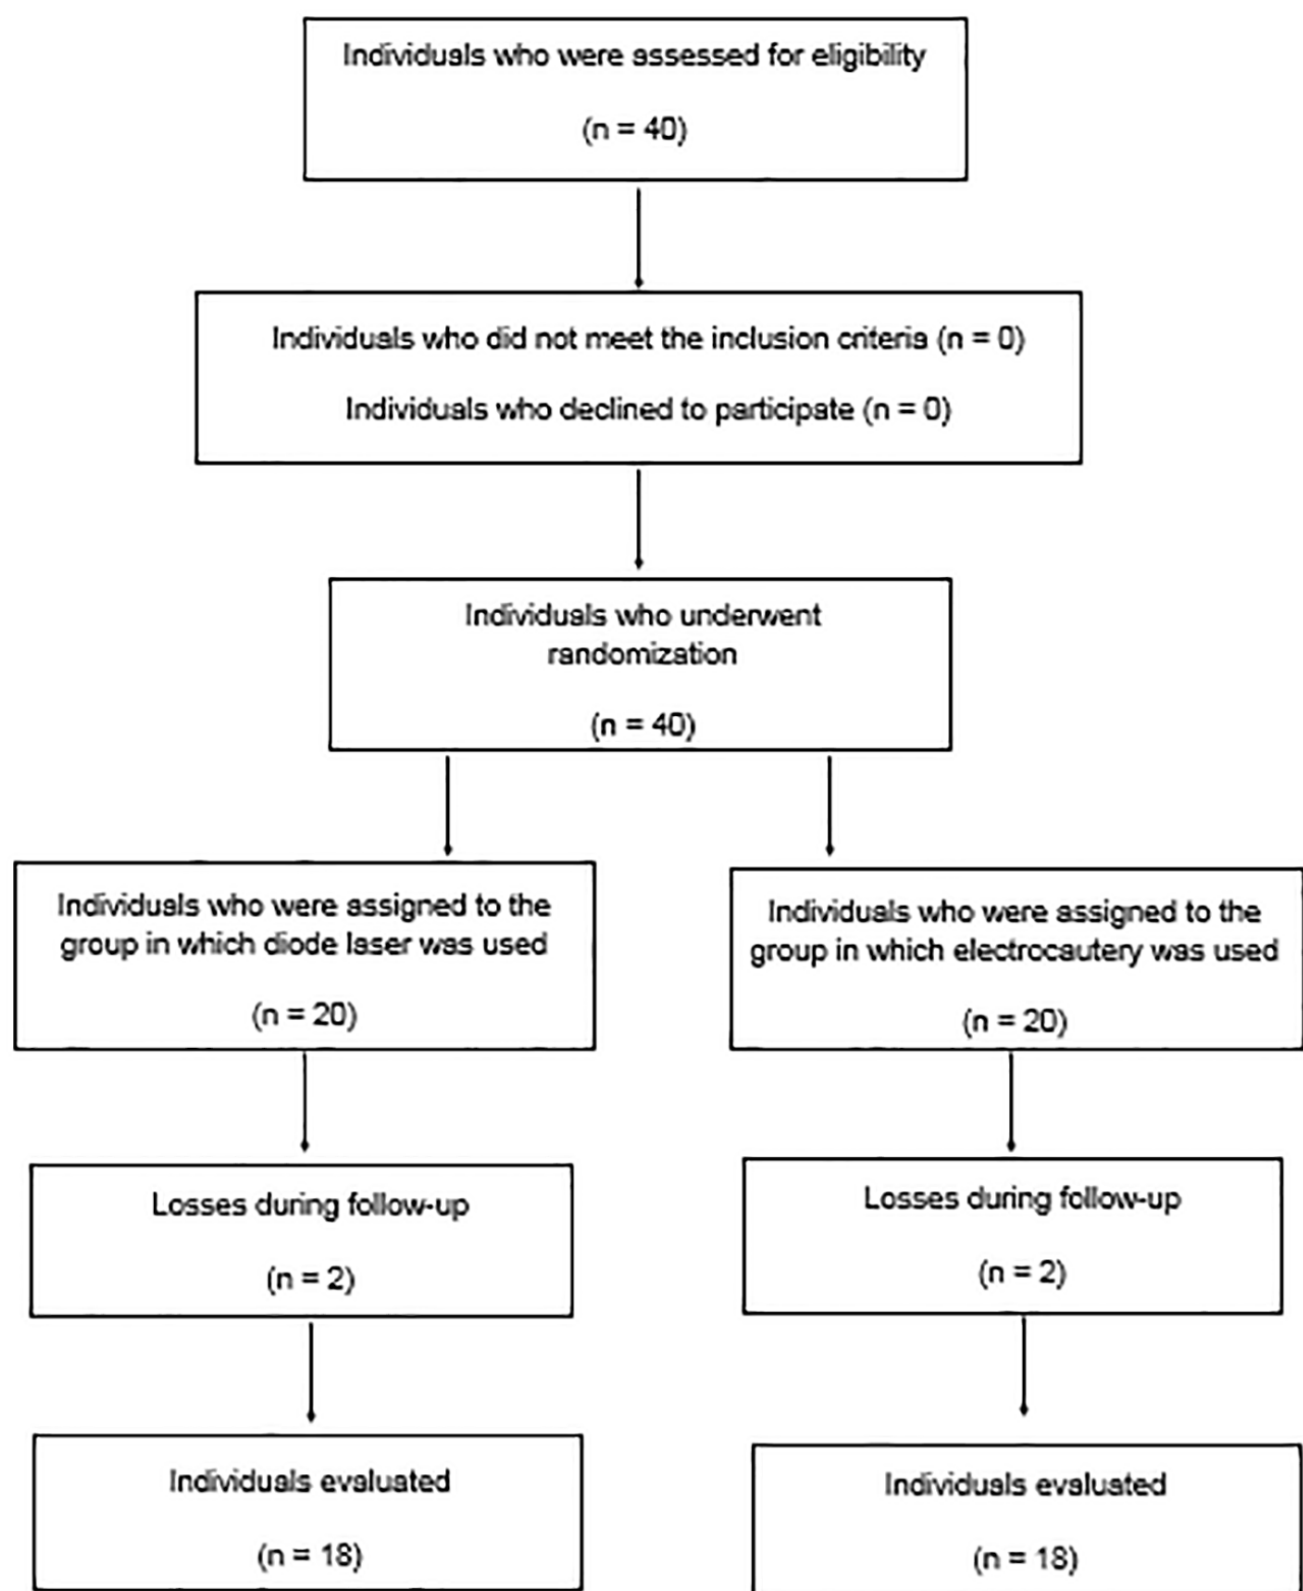 Individuals who were assessed for eligibility
(n = 40)
Individuals who did not meet the inclusion criteria (n = 0)
Individuals who declined to participate (n = 0)
Individuals who underwent
randomization
(n = 40)
Individuals who were assigned to the
group in which diode laser was used
(n = 20)
Individuals who were assigned to the
group in which electrocautery was used
(n = 20)
Losses during follow-up
(n = 2)
Losses during follow-up
(n = 2)
Individuals evaluated
(n = 18)
Individuals evaluated
(n = 18)